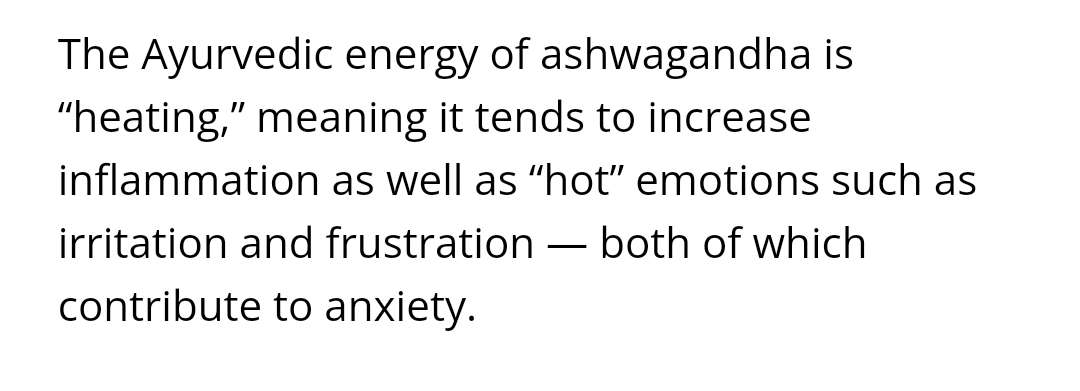 The Ayurvedic energy of ashwagandha is
“heating,” meaning it tends to increase
inflammation as well as “hot” emotions such as
irritation and frustration — both of which
contribute to anxiety.